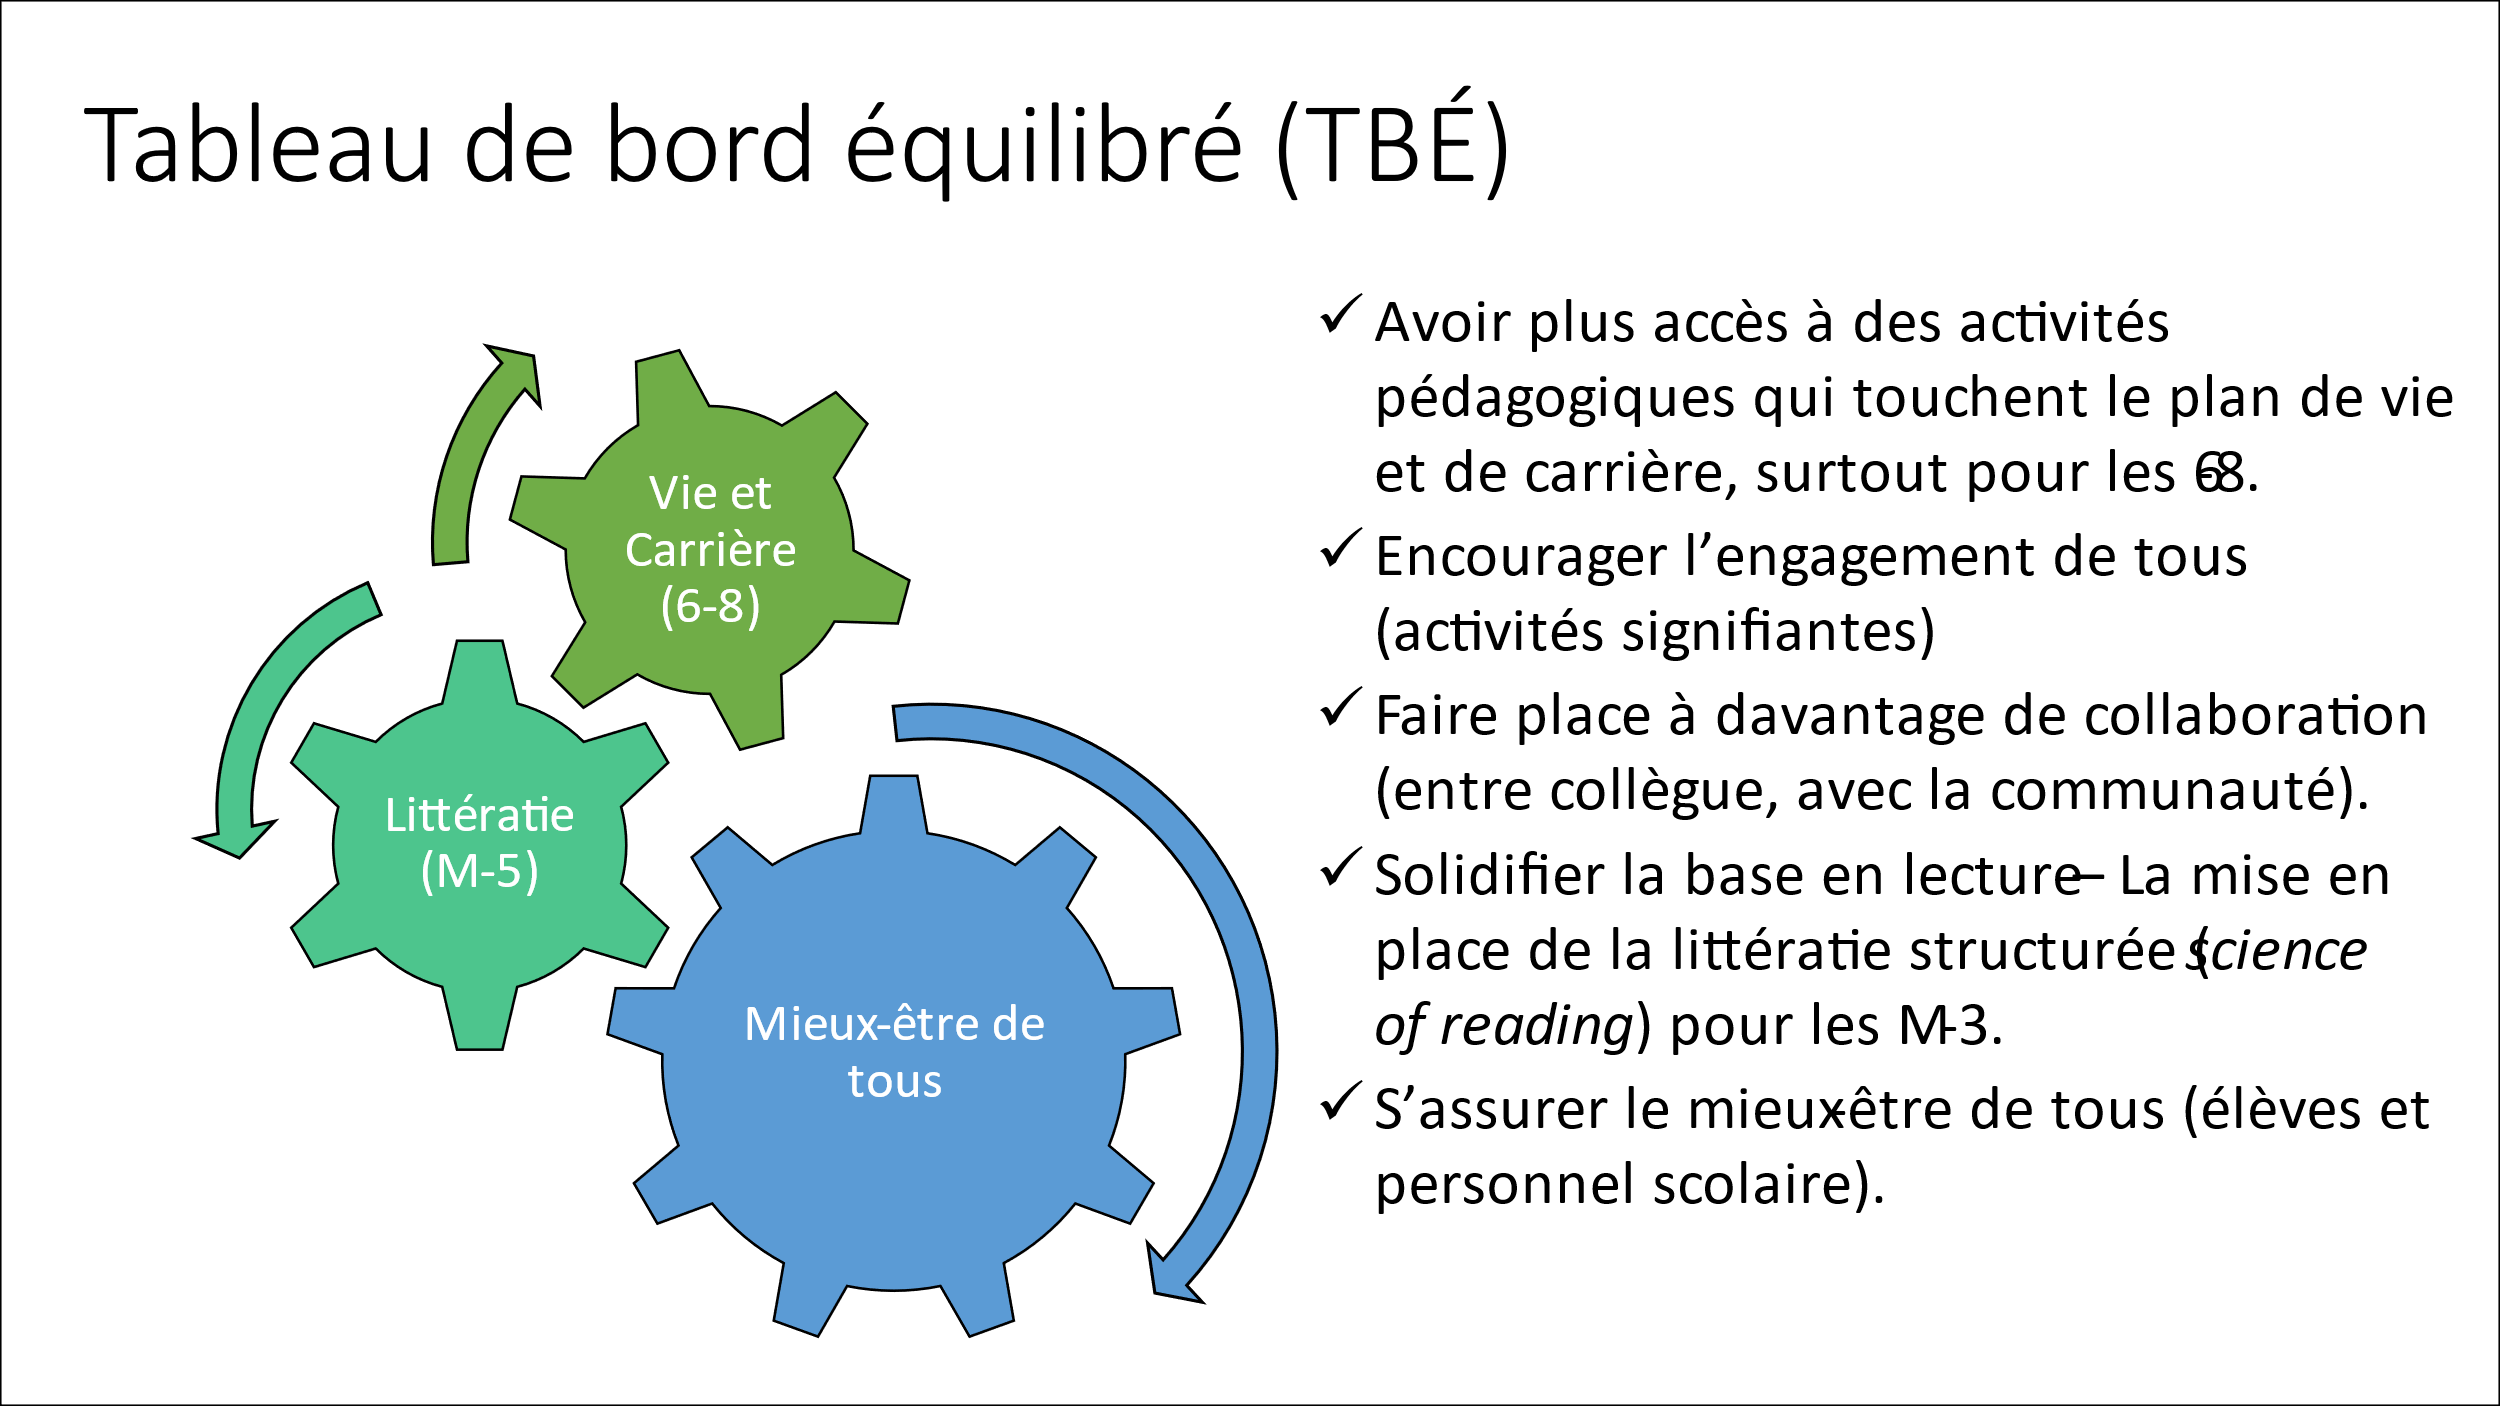 Tableau de bord équilibré (TBÉ)
Vie et
Carrière
(6-8)
Littératie
(M-5)
Mieux-être de
tous
✓ Avoir plus accès à des activités
pédagogiques qui touchent le plan de vie
et de carrière, surtout pour les 6-8.
✓ Encourager l’engagement de tous
(activités signifiantes)
✓ Faire place à davantage de collaboration
(entre collègue, avec la communauté).
✓ Solidifier la base en lecture – La mise en
place de la littératie structurée (science
of reading) pour les M-3.
✓ S’assurer le mieux-être de tous (élèves et
personnel scolaire).